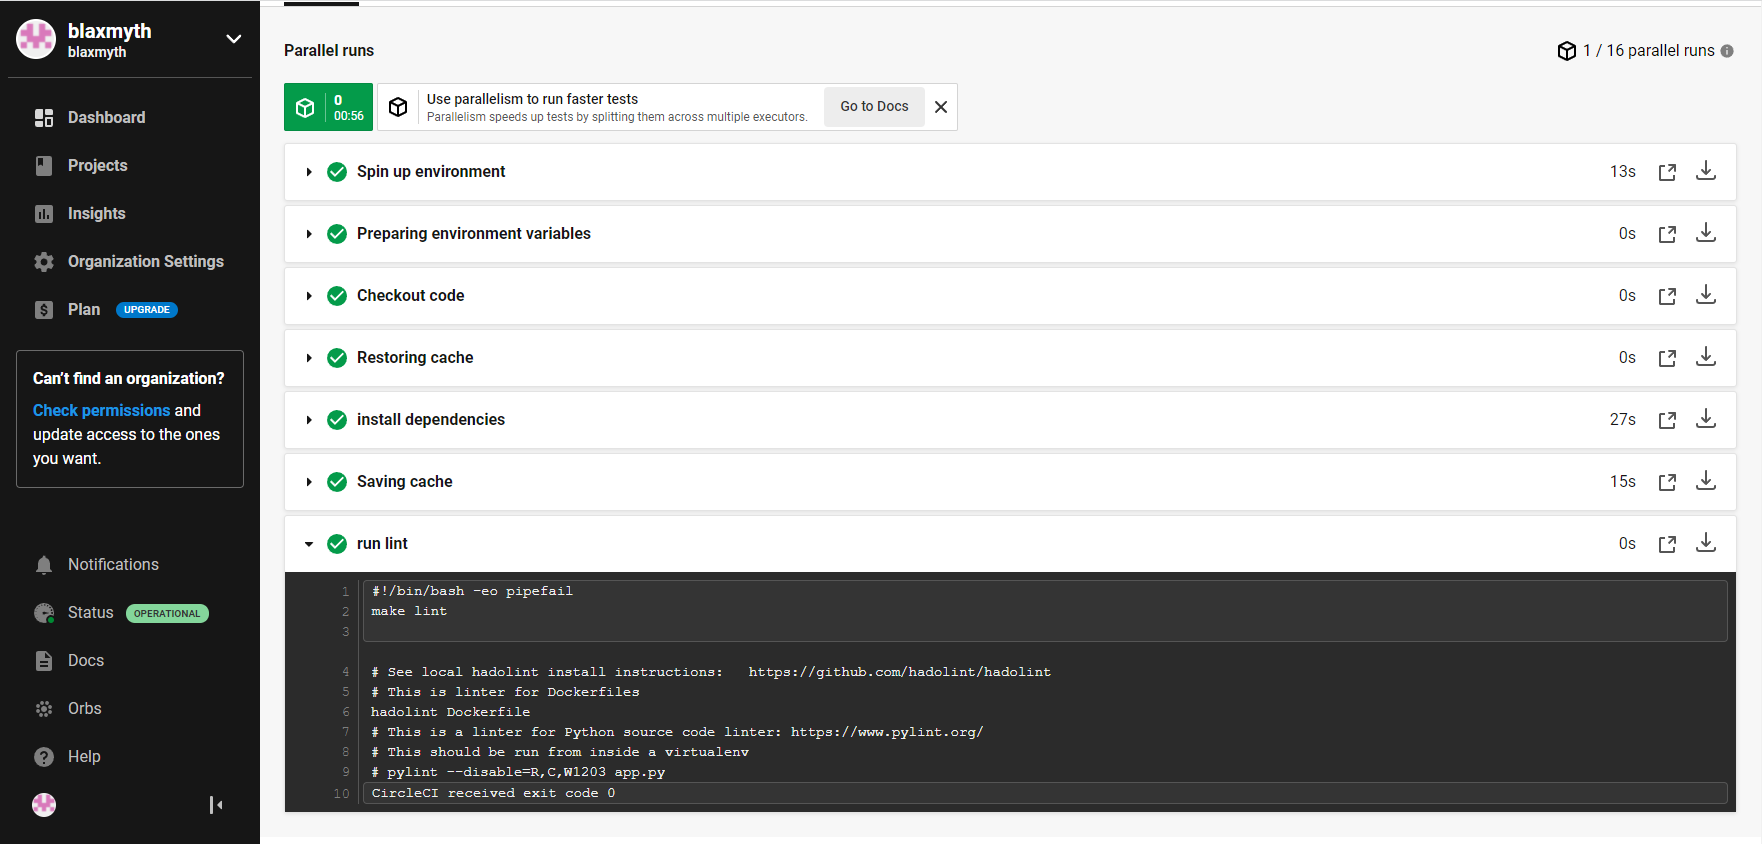 blaxmyth
blaxmyth
Dashboard
Projects
Insights
Organization Settings
Plan UPGRADE
Can't find an organization?
Check permissions and
update access to the ones
you want.
Notifications
Status OPERATIONAL
Docs
Orbs
Help
Parallel runs
1 / 16 parallel runs
0
00:56
Use parallelism to run faster tests
Parallelism speeds up tests by splitting them across multiple executors.
Go to Docs
Spin up environment 13s
Preparing environment variables 0s
Checkout code 0s
Restoring cache 0s
install dependencies 27s
Saving cache 15s
run lint 0s
1 #!/bin/bash -eo pipefail
2 make lint
3
4 # See local hadolint install instructions:   https://github.com/hadolint/hadolint
5 # This is linter for Dockerfiles
6 hadolint Dockerfile
7 # This is a linter for Python source code linter: https://www.pylint.org/
8 # This should be run from inside a virtualenv
9 # pylint --disable=R,C,W1203 app.py
10 CircleCI received exit code 0